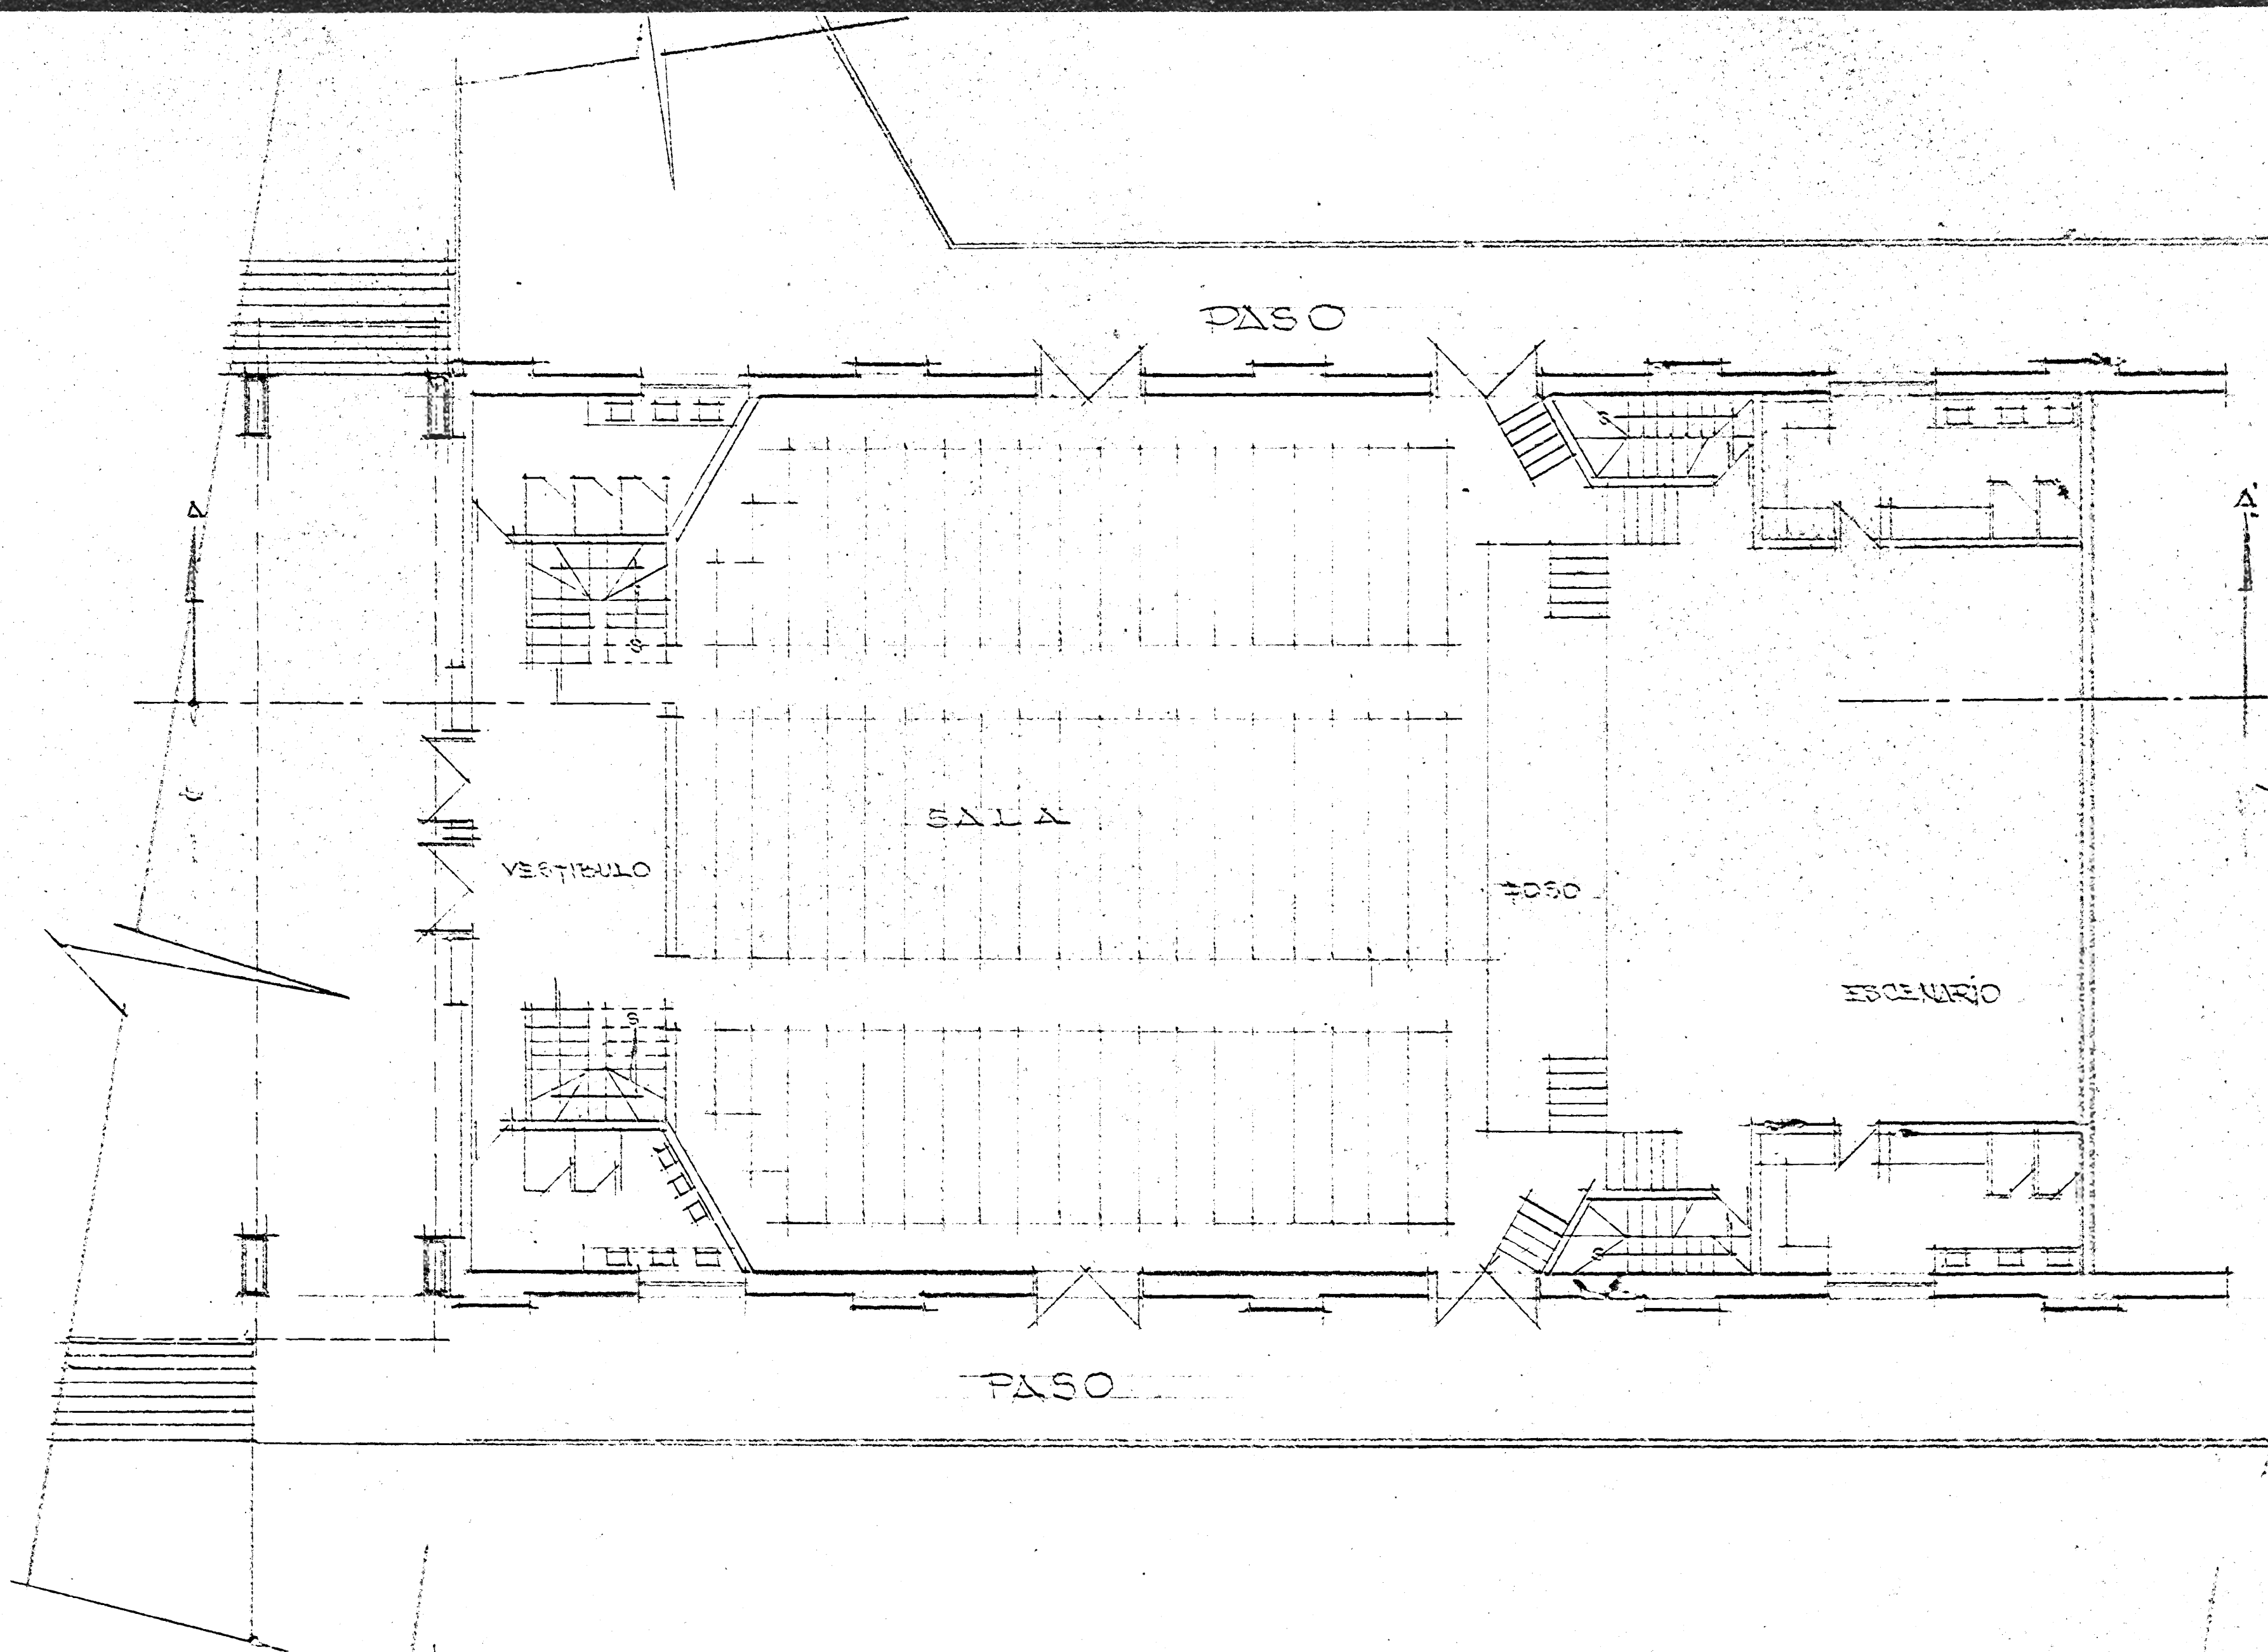 PASO
S
A
A'
S
SALA
VESTIBULO
FOSO
ESCENARIO
S
S
PASO